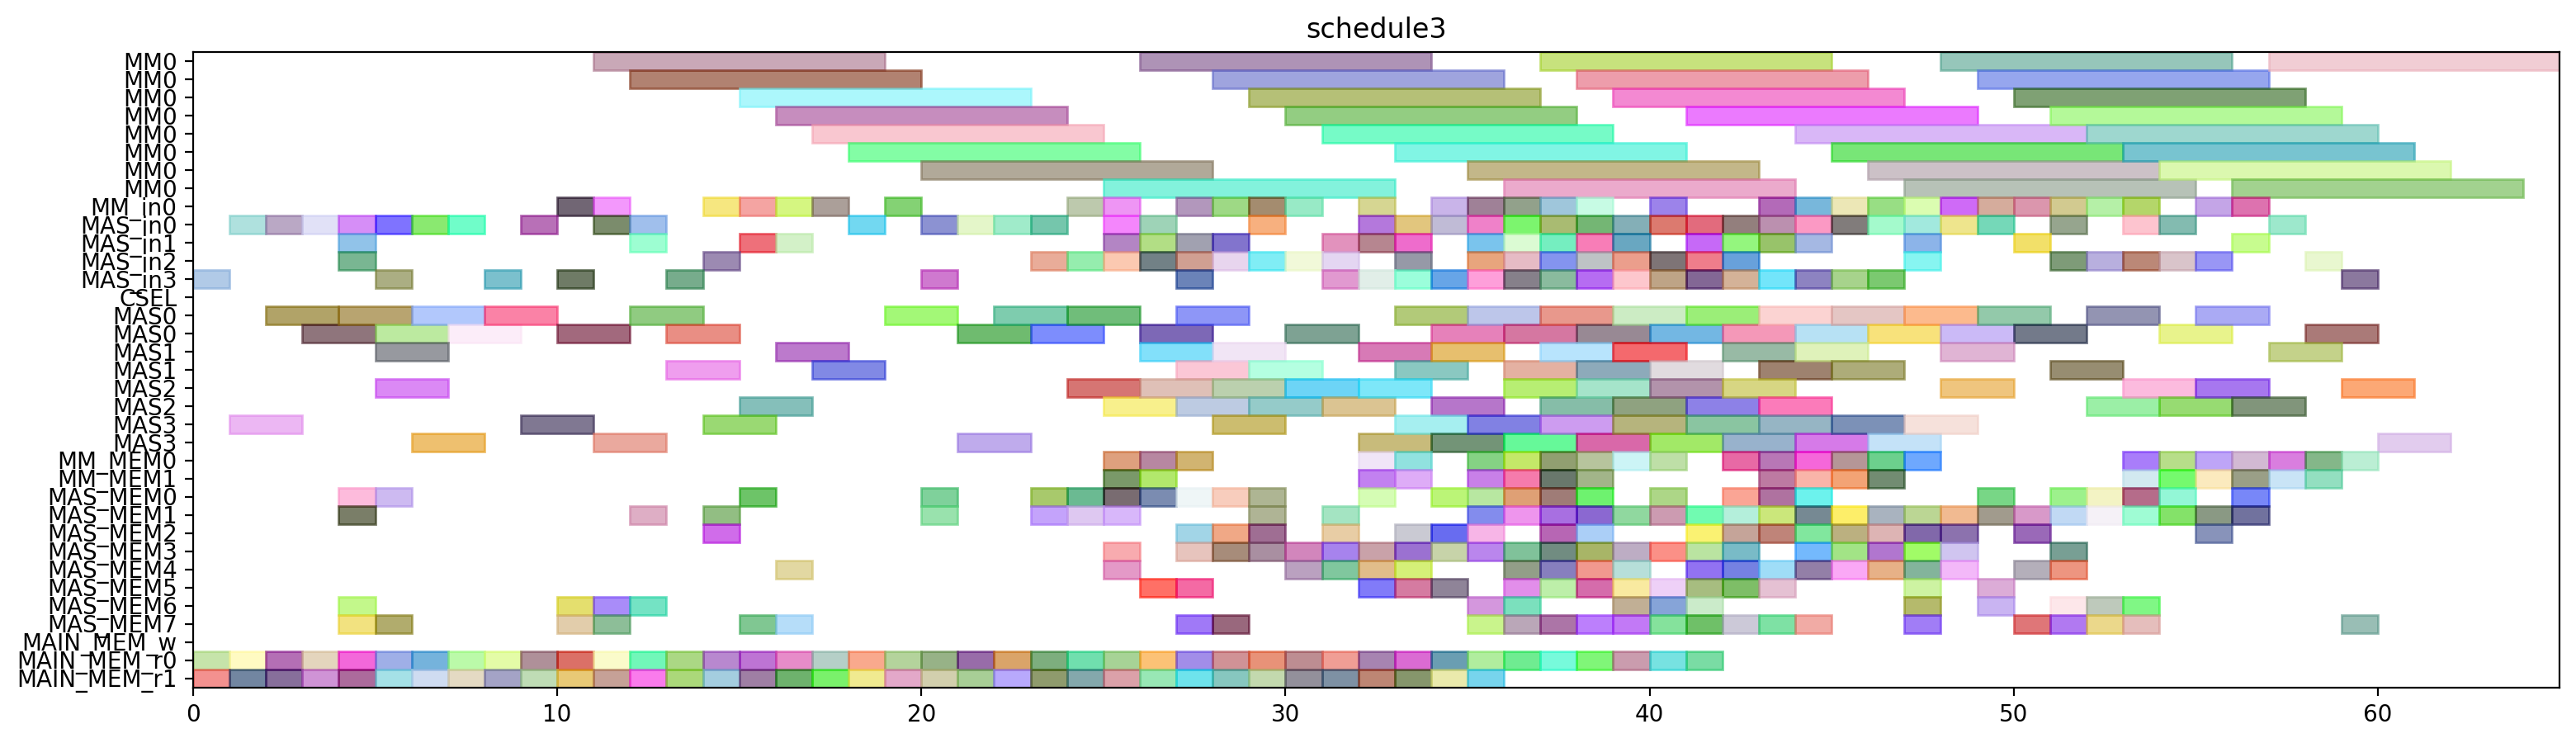 schedule3
MM0
MM0
MM0
MM0
MM0
MM0
MM0
MM0
MM_in0
MAS_in0
MAS_in1
MAS_in2
MAS_in3
CSEL
MAS0
MAS0
MAS1
MAS1
MAS2
MAS2
MAS3
MAS3
MM_MEM0
MM_MEM1
MAS_MEM0
MAS_MEM1
MAS_MEM2
MAS_MEM3
MAS_MEM4
MAS_MEM5
MAS_MEM6
MAS_MEM7
MAIN_MEM_w
MAIN_MEM_r0
MAIN_MEM_r1
0 10 20 30 40 50 60